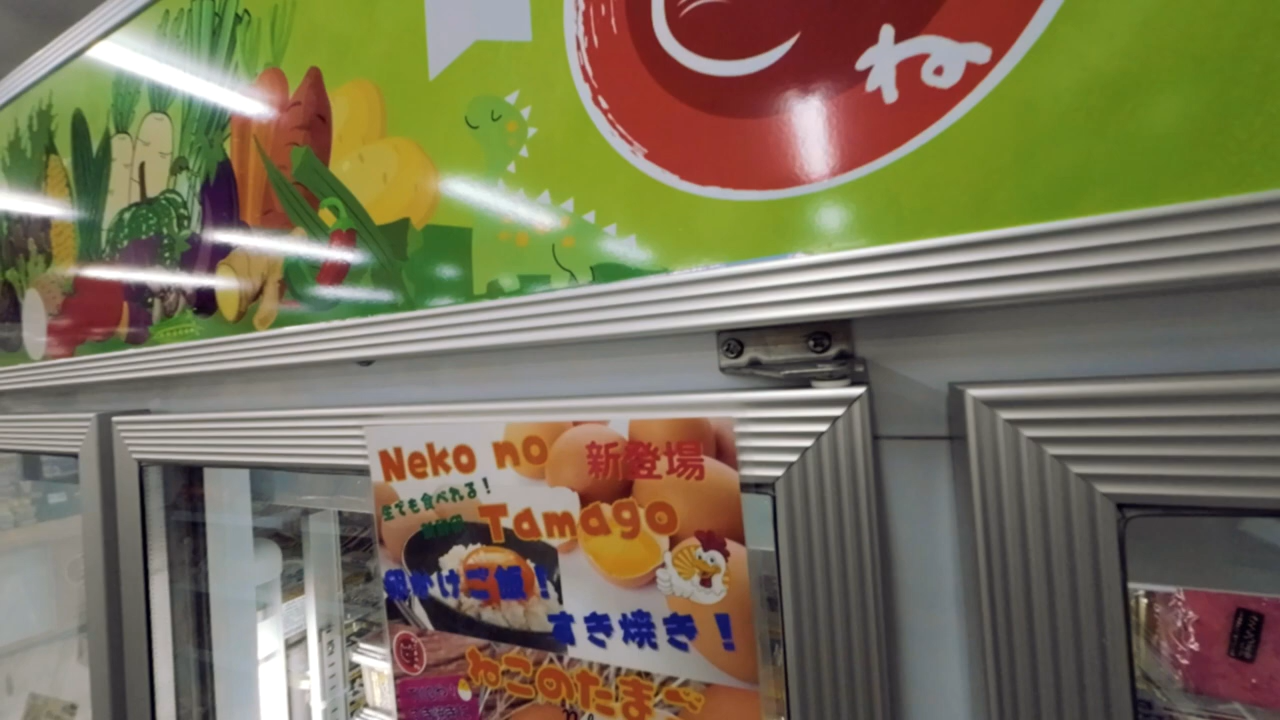 ね
Neko no
新登場
生でも食べれる！
Tamago
卵かけご飯！
すき焼き！
ねこのたまご